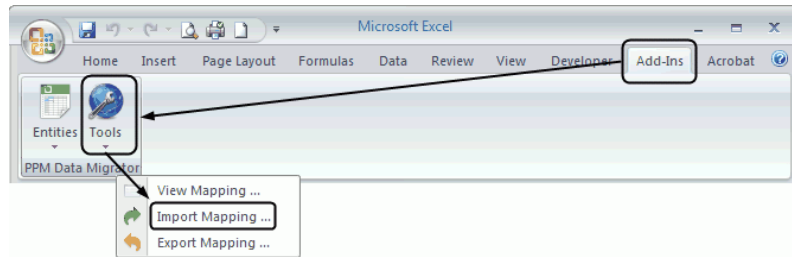 Microsoft Excel
Home Insert Page Layout Formulas Data Review View Developer Add-Ins Acrobat
Entities Tools
PPM Data Migrator
View Mapping ...
Import Mapping ...
Export Mapping ...